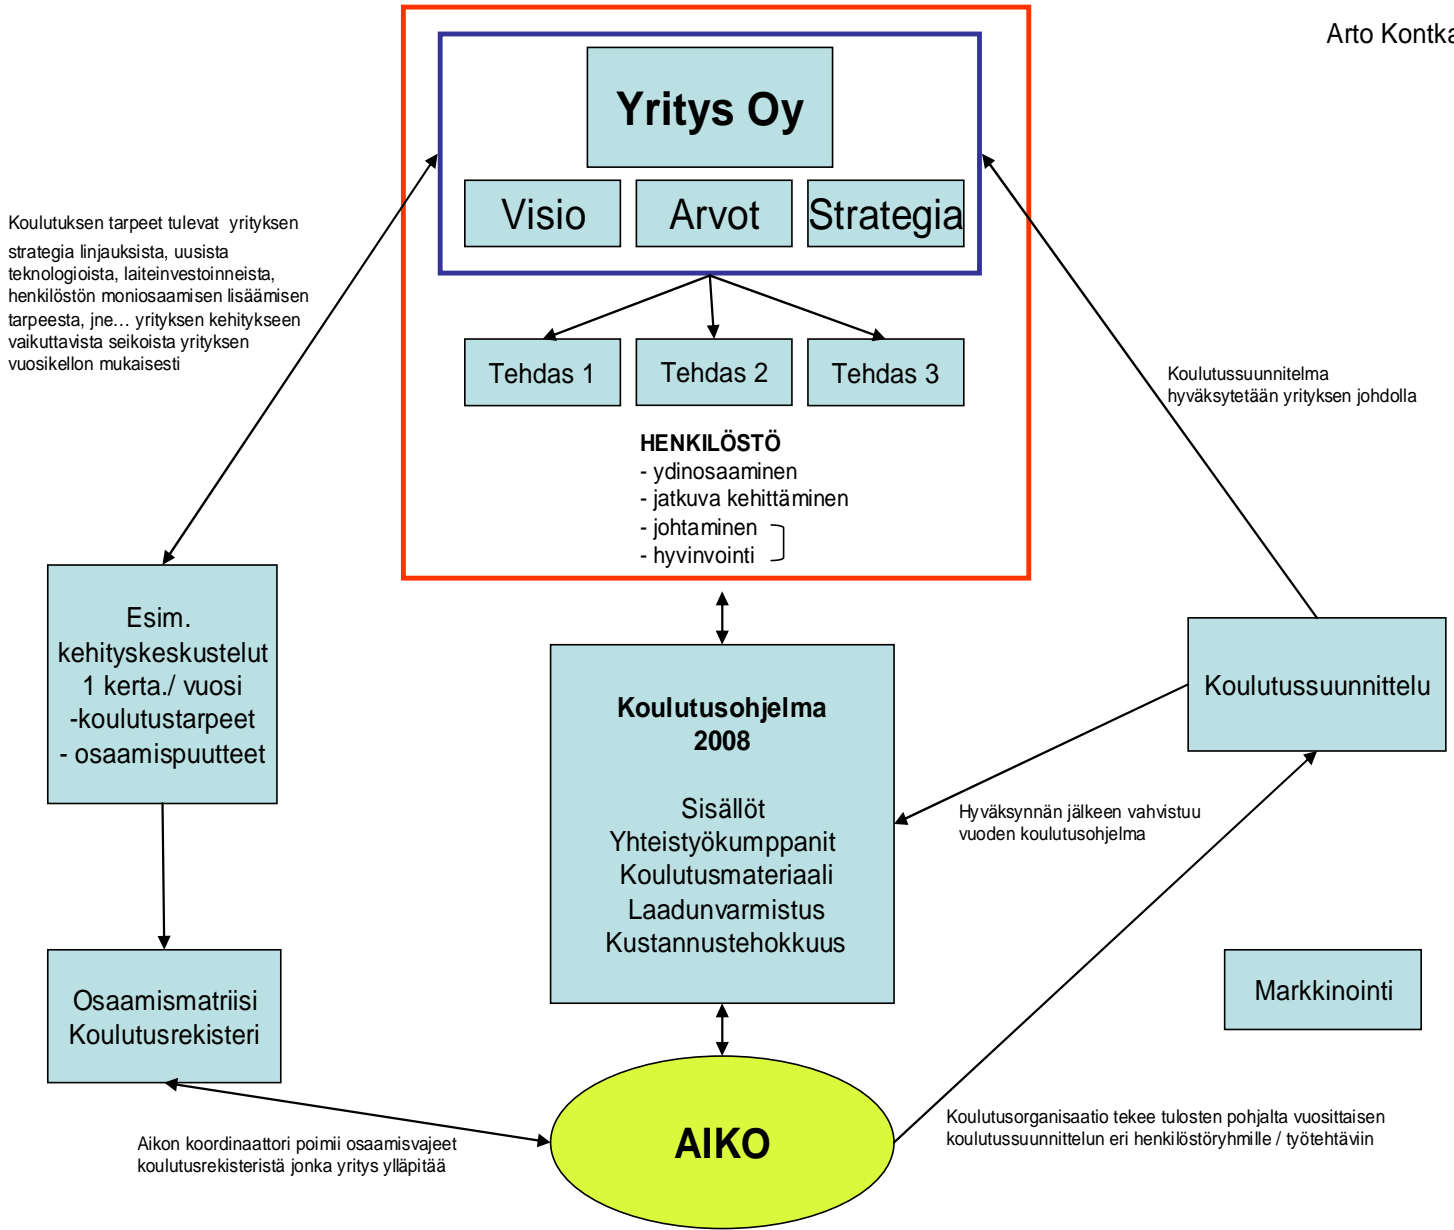 Arto Kontka
Yritys Oy
Visio
Arvot
Strategia
Koulutuksen tarpeet tulevat yrityksen
strategia linjauksista, uusista
teknologioista, laiteinvestoinneista,
henkilöstön moniosaamisen lisäämisen
tarpeesta, jne… yrityksen kehitykseen
vaikuttavista seikoista yrityksen
vuosikellon mukaisesti
Tehdas 1
Tehdas 2
Tehdas 3
Koulutussuunnitelma
hyväksytetään yrityksen johdolla
HENKILÖSTÖ
- ydinosaaminen
- jatkuva kehittäminen
- johtaminen
- hyvinvointi
Esim.
kehityskeskustelut
1 kerta./ vuosi
-koulutustarpeet
- osaamispuutteet
Koulutusohjelma
2008
Sisällöt
Yhteistyökumppanit
Koulutusmateriaali
Laadunvarmistus
Kustannustehokkuus
Koulutussuunnittelu
Hyväksynnän jälkeen vahvistuu
vuoden koulutusohjelma
Osaamismatriisi
Koulutusrekisteri
Markkinointi
Aikon koordinaattori poimii osaamisvajeet
koulutusrekisteristä jonka yritys ylläpitää
AIKO
Koulutusorganisaatio tekee tulosten pohjalta vuosittaisen
koulutussuunnittelun eri henkilöstöryhmille / työtehtäviin